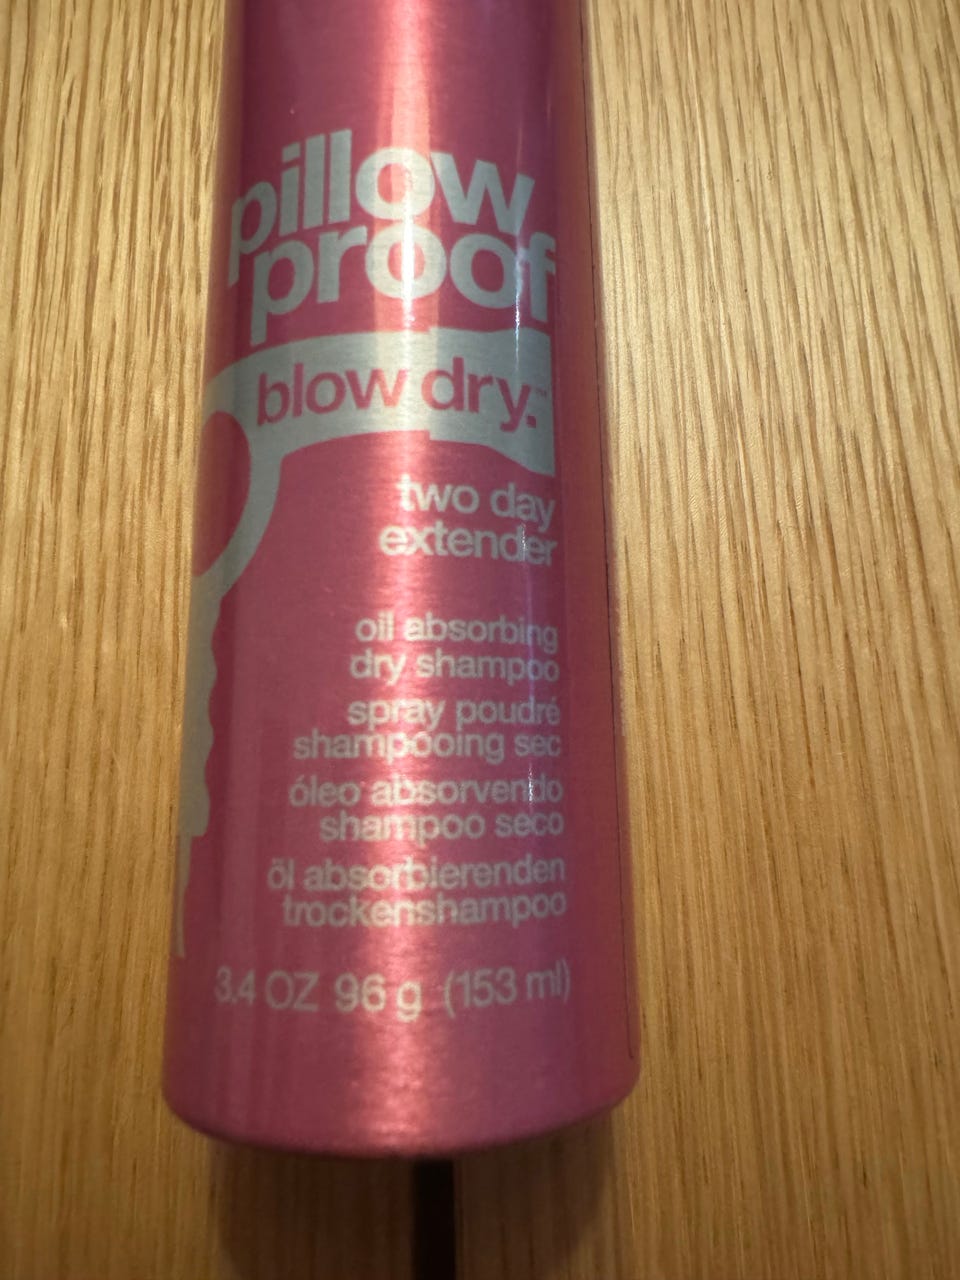 pillow
proof
blow dry.™
two day
extender
oil absorbing
dry shampoo
spray poudré
shampooing sec
óleo absorvendo
shampoo seco
öl absorbierenden
trockenshampoo
3.4 OZ 96 g (153 ml)